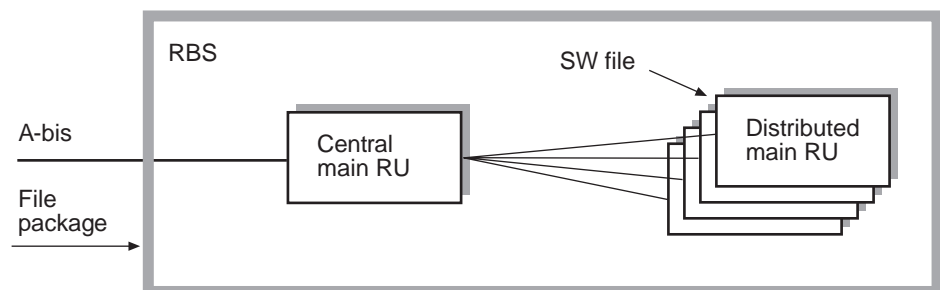 RBS
SW file
A-bis
Central
main RU
Distributed
main RU
File
package